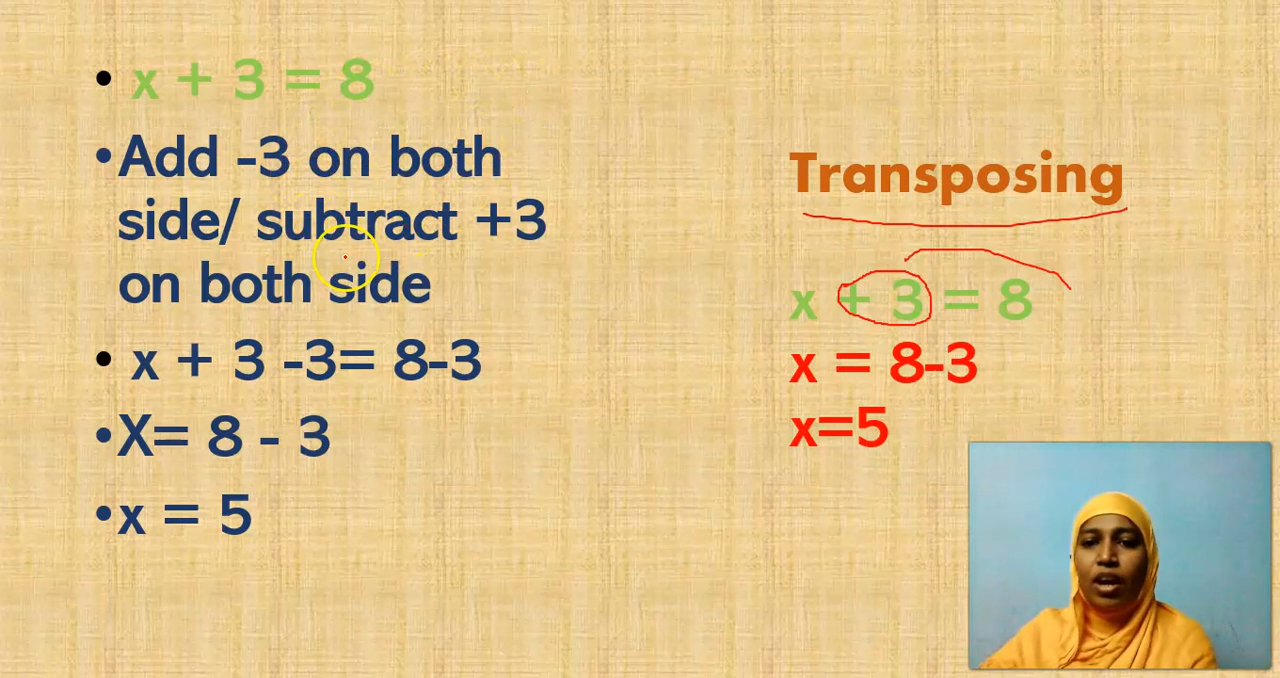 • x + 3 = 8
• Add -3 on both
side/ subtract +3
on both side
• x + 3 -3= 8-3
• X= 8 - 3
• x = 5
Transposing
x + 3 = 8
x = 8-3
x=5